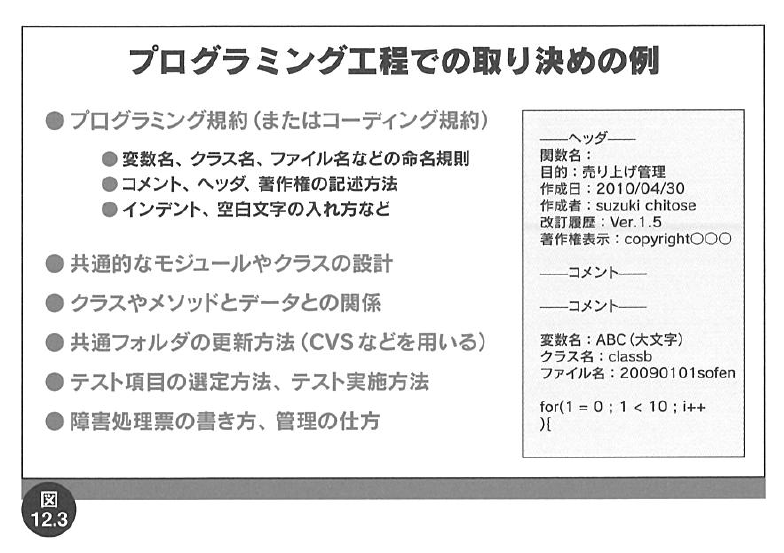 プログラミング工程での取り決めの例
● プログラミング規約(またはコーディング規約)
● 変数名、クラス名、ファイル名などの命名規則
● コメント、ヘッダ、著作権の記述方法
● インデント、空白文字の入れ方など
● 共通的なモジュールやクラスの設計
● クラスやメソッドとデータとの関係
● 共通フォルダの更新方法(CVSなどを用いる)
● テスト項目の選定方法、テスト実施方法
● 障害処理票の書き方、管理の仕方
――ヘッダ――
関数名:
目的:売り上げ管理
作成日:2010/04/30
作成者:suzuki chitose
改訂履歴:Ver.1.5
著作権表示:copyright○○○
――コメント――
――コメント――
変数名:ABC(大文字)
クラス名:classb
ファイル名:20090101sofen
for(1 = 0 ; 1 < 10 ; i++
){
図
12.3